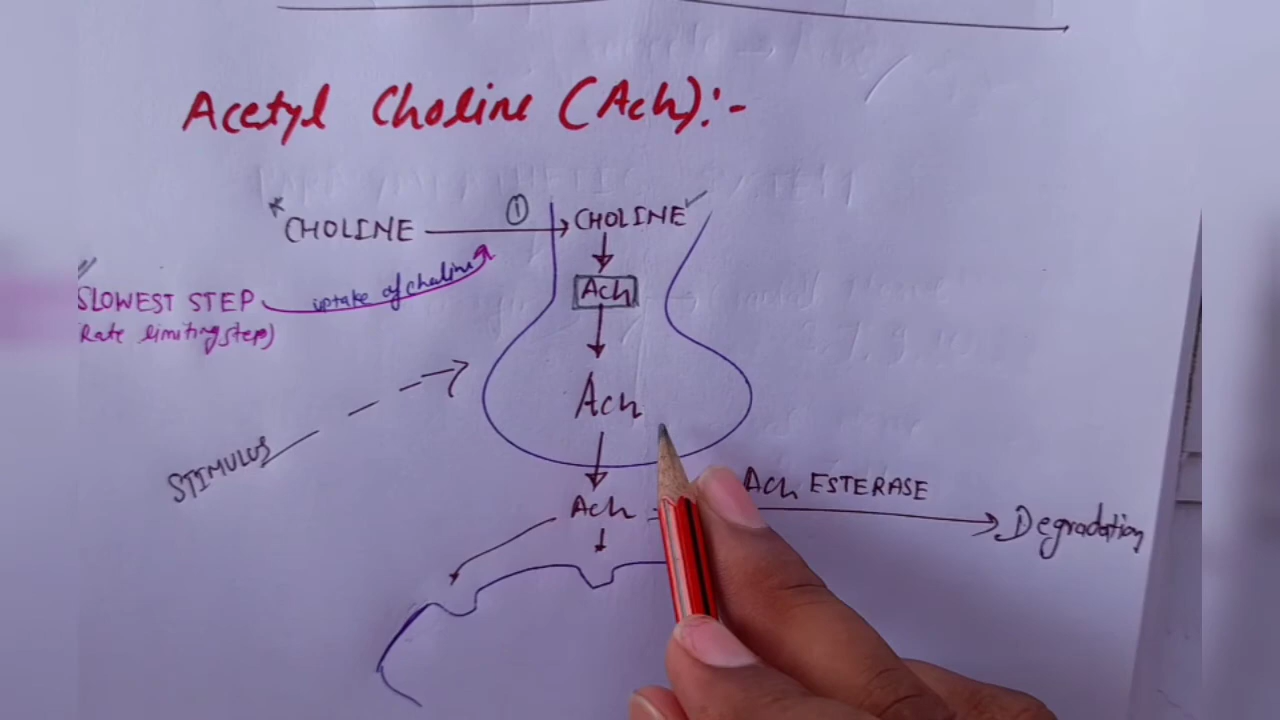 Acetyl Choline (Ach):-
① 
*CHOLINE CHOLINE
uptake of choline
Ach
SLOWEST STEP
Rate limiting step)
Ach
STIMULUS
Ach ESTERASE
Ach
Degradation